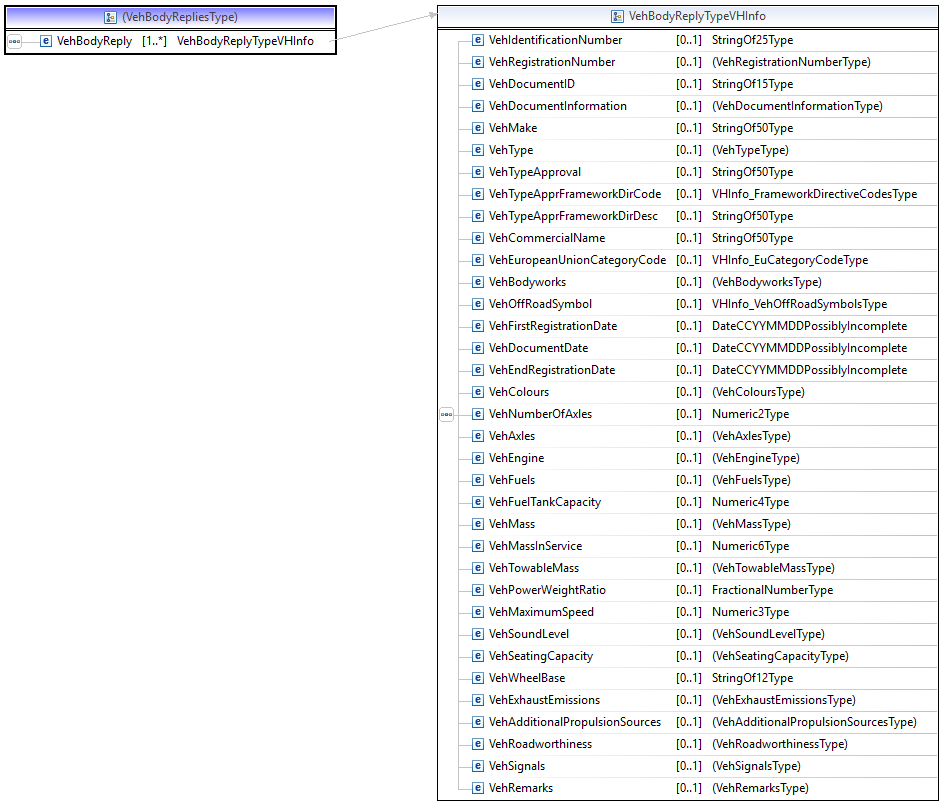 (VehBodyRepliesType)
VehBodyReply [1..*] VehBodyReplyTypeVHInfo
VehBodyReplyTypeVHInfo
VehIdentificationNumber [0..1] StringOf25Type
VehRegistrationNumber [0..1] (VehRegistrationNumberType)
VehDocumentID [0..1] StringOf15Type
VehDocumentInformation [0..1] (VehDocumentInformationType)
VehMake [0..1] StringOf50Type
VehType [0..1] (VehTypeType)
VehTypeApproval [0..1] StringOf50Type
VehTypeApprFrameworkDirCode [0..1] VHInfo_FrameworkDirectiveCodesType
VehTypeApprFrameworkDirDesc [0..1] StringOf50Type
VehCommercialName [0..1] StringOf50Type
VehEuropeanUnionCategoryCode [0..1] VHInfo_EuCategoryCodeType
VehBodyworks [0..1] (VehBodyworksType)
VehOffRoadSymbol [0..1] VHInfo_VehOffRoadSymbolsType
VehFirstRegistrationDate [0..1] DateCCYYMMDDPossiblyIncomplete
VehDocumentDate [0..1] DateCCYYMMDDPossiblyIncomplete
VehEndRegistrationDate [0..1] DateCCYYMMDDPossiblyIncomplete
VehColours [0..1] (VehColoursType)
VehNumberOfAxles [0..1] Numeric2Type
VehAxles [0..1] (VehAxlesType)
VehEngine [0..1] (VehEngineType)
VehFuels [0..1] (VehFuelsType)
VehFuelTankCapacity [0..1] Numeric4Type
VehMass [0..1] (VehMassType)
VehMassInService [0..1] Numeric6Type
VehTowableMass [0..1] (VehTowableMassType)
VehPowerWeightRatio [0..1] FractionalNumberType
VehMaximumSpeed [0..1] Numeric3Type
VehSoundLevel [0..1] (VehSoundLevelType)
VehSeatingCapacity [0..1] (VehSeatingCapacityType)
VehWheelBase [0..1] StringOf12Type
VehExhaustEmissions [0..1] (VehExhaustEmissionsType)
VehAdditionalPropulsionSources [0..1] (VehAdditionalPropulsionSourcesType)
VehRoadworthiness [0..1] (VehRoadworthinessType)
VehSignals [0..1] (VehSignalsType)
VehRemarks [0..1] (VehRemarksType)